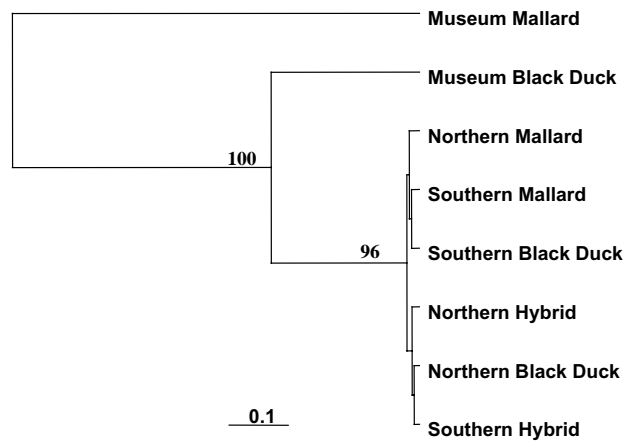 Museum Mallard
Museum Black Duck
Northern Mallard
100
Southern Mallard
96
Southern Black Duck
Northern Hybrid
Northern Black Duck
0.1
Southern Hybrid